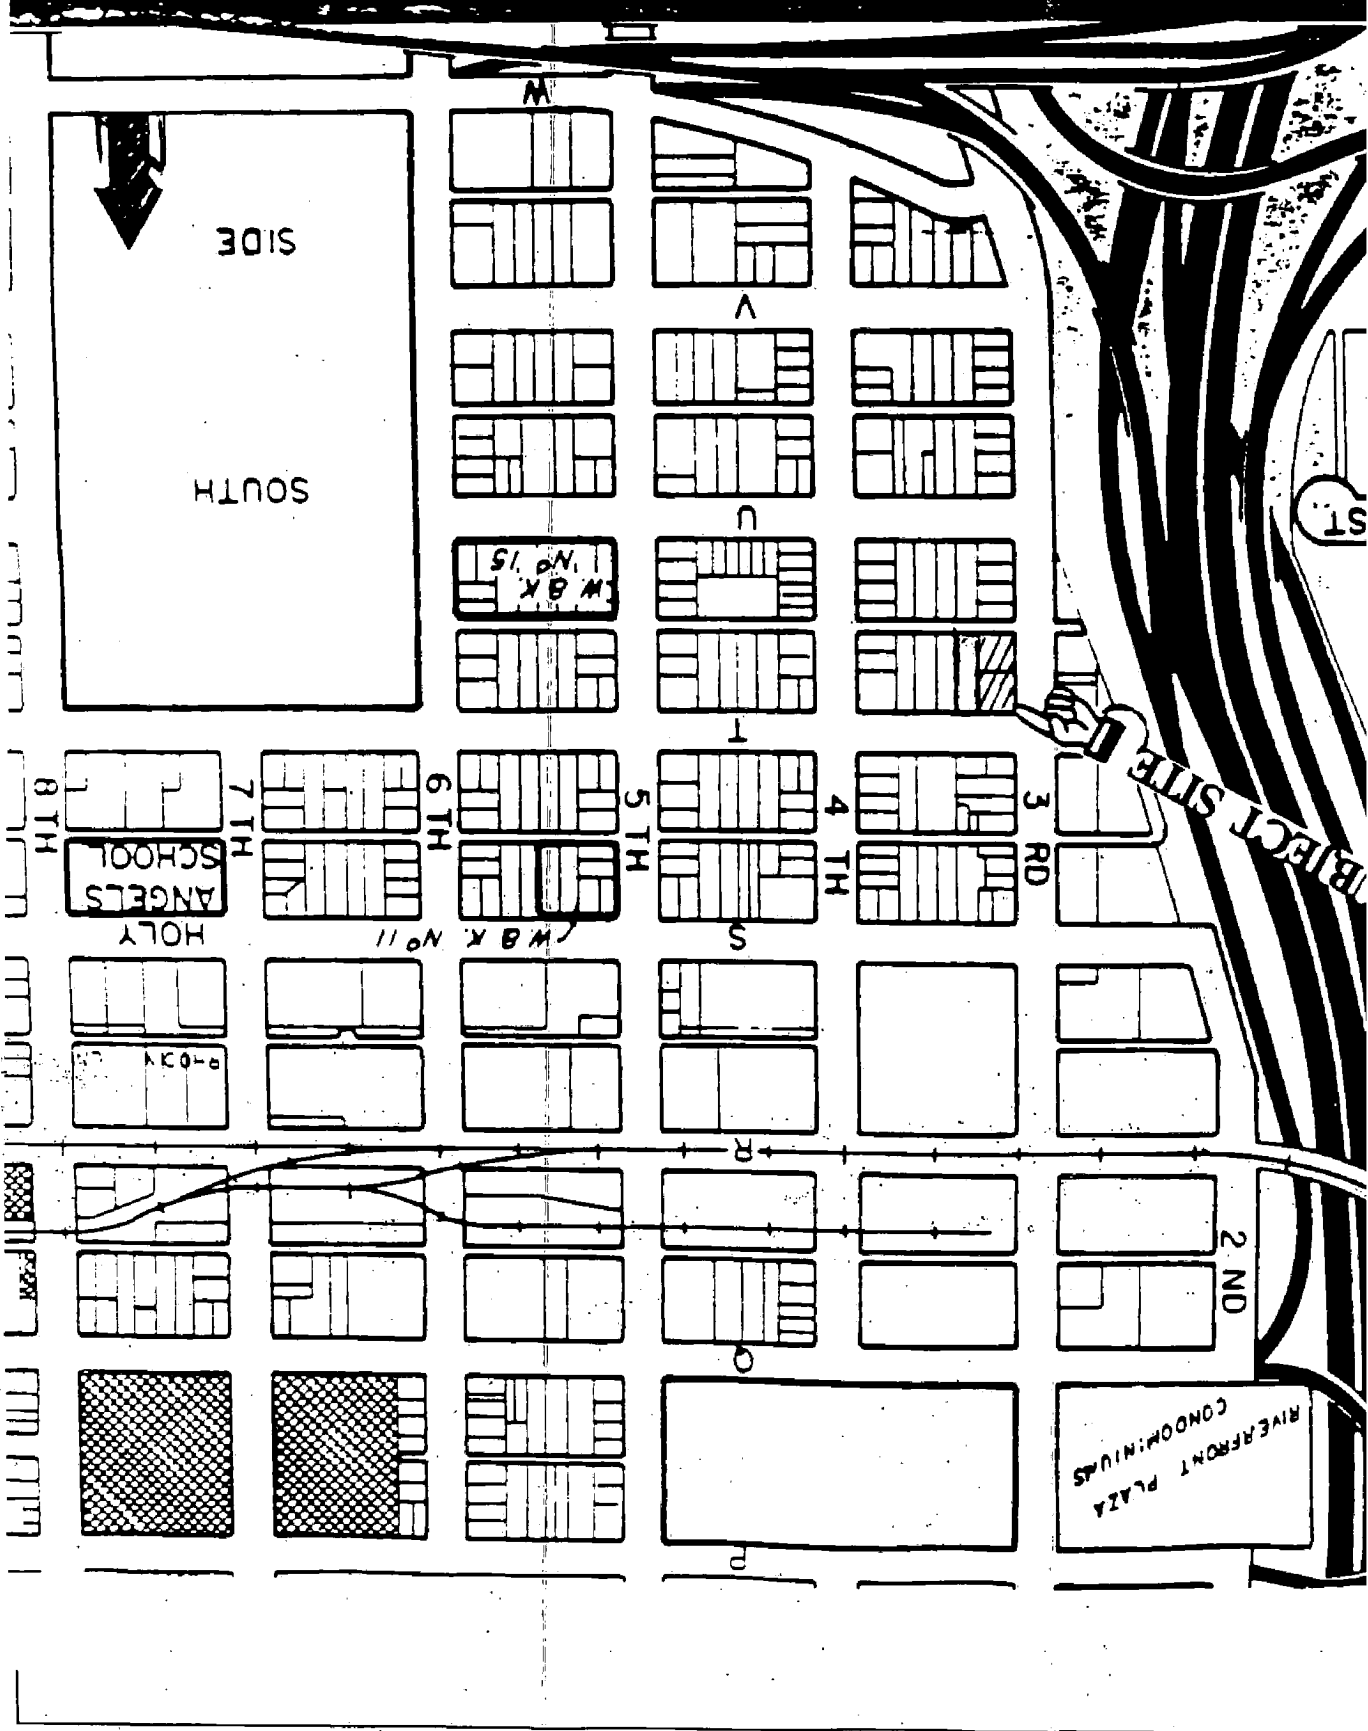 RIVERFRONT PLAZA
CONDOMINIUMS
P
Q
2 ND
R
HOLY
ANGELS
SCHOOL
W & K Nº 11
S
3 RD
4 TH
5 TH
6 TH
7 TH
8 TH
SUBJECT SITE
T
W & K
Nº 15
U
ST.
SOUTH
SIDE
V
W